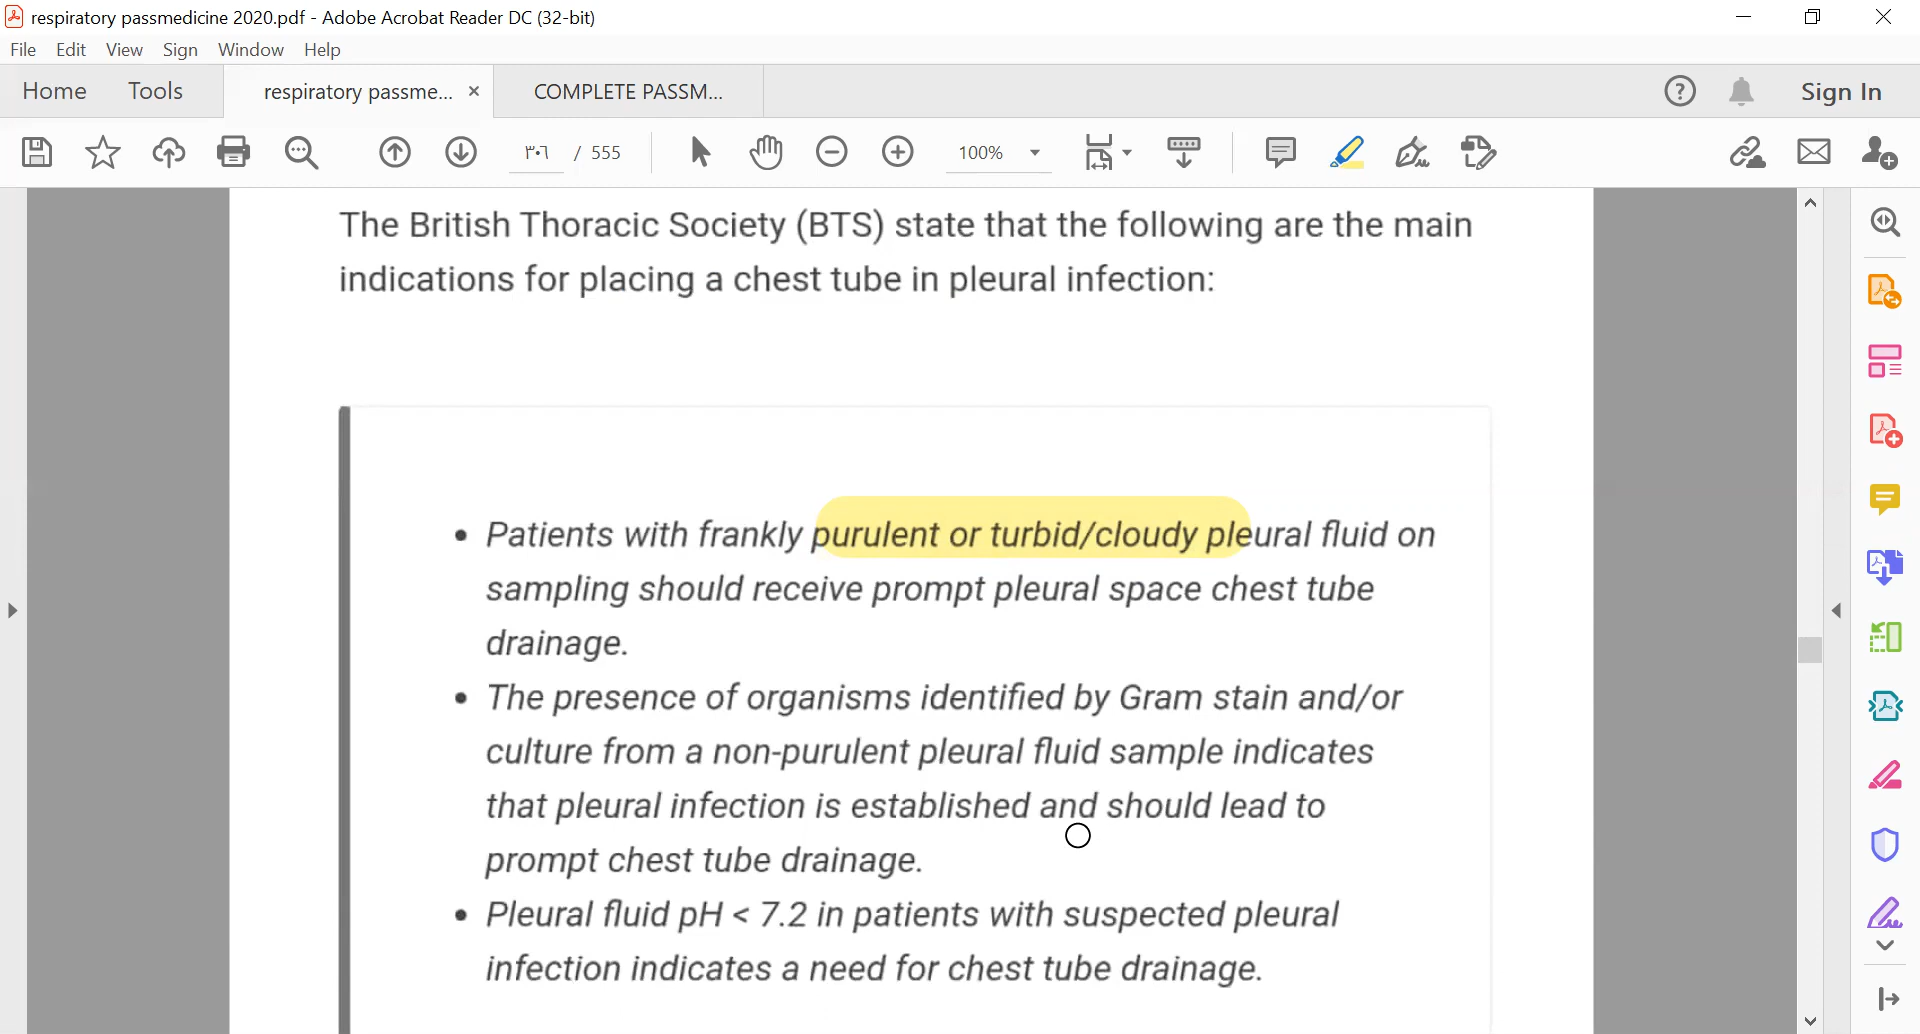 respiratory passmedicine 2020.pdf - Adobe Acrobat Reader DC (32-bit)
File Edit View Sign Window Help
Home Tools respiratory passme... × COMPLETE PASSM... Sign In
٣٠٦ / 555 100%
The British Thoracic Society (BTS) state that the following are the main
indications for placing a chest tube in pleural infection:
• Patients with frankly purulent or turbid/cloudy pleural fluid on
sampling should receive prompt pleural space chest tube
drainage.
• The presence of organisms identified by Gram stain and/or
culture from a non-purulent pleural fluid sample indicates
that pleural infection is established and should lead to
prompt chest tube drainage.
• Pleural fluid pH < 7.2 in patients with suspected pleural
infection indicates a need for chest tube drainage.